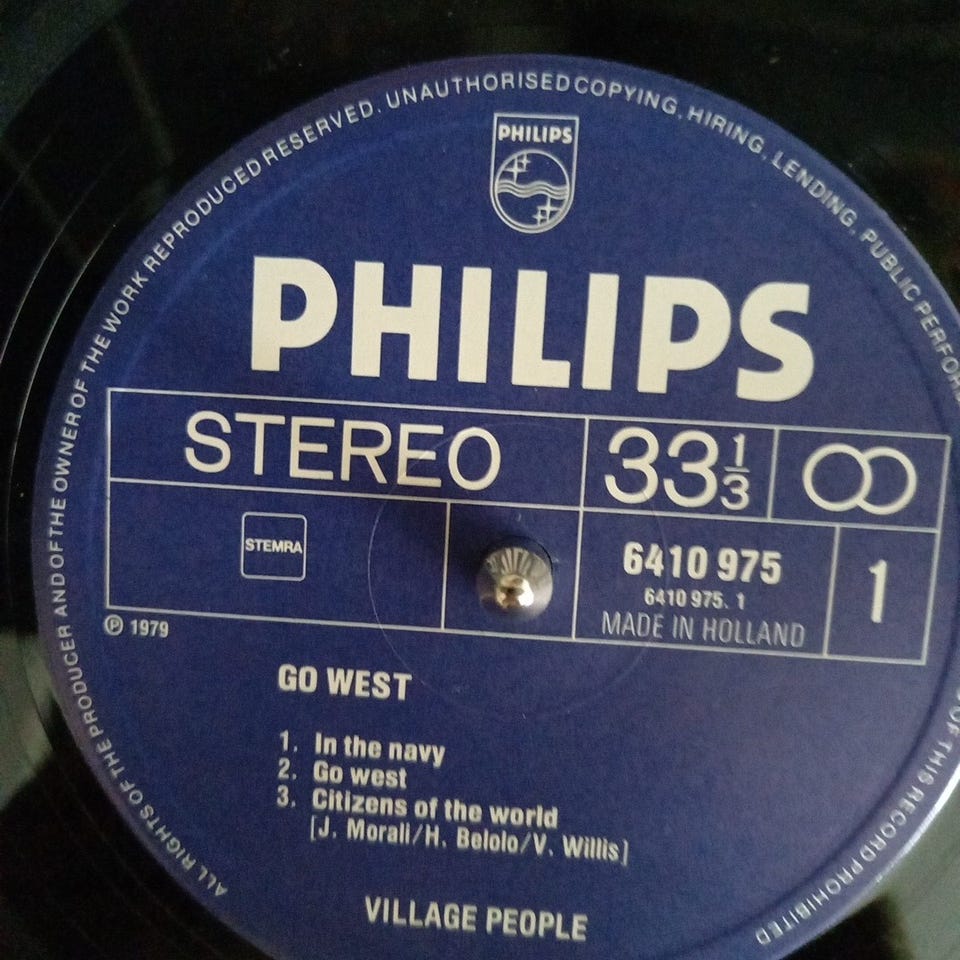 ALL RIGHTS OF THE PRODUCER AND OF THE OWNER OF THE WORK REPRODUCED RESERVED. UNAUTHORISED COPYING, HIRING, LENDING, PUBLIC PERFOR
OF THIS RECORD PROHIBITED
PHILIPS
PHILIPS
STEREO
33 1/3
STEMRA
6410 975
6410 975. 1
MADE IN HOLLAND
1
℗ 1979
GO WEST
1. In the navy
2. Go west
3. Citizens of the world
[J. Morali/H. Belolo/V. Willis]
VILLAGE PEOPLE